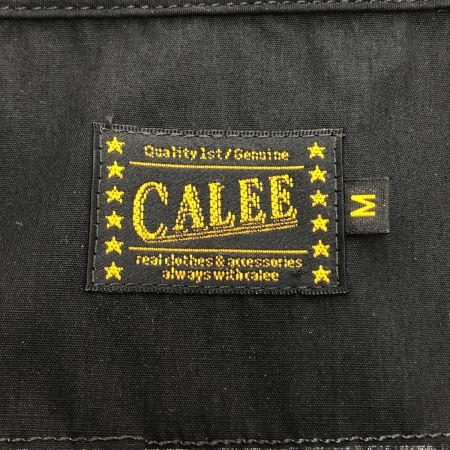 Quality 1st/Genuine
CALEE
real clothes & accessories
always with calee
M